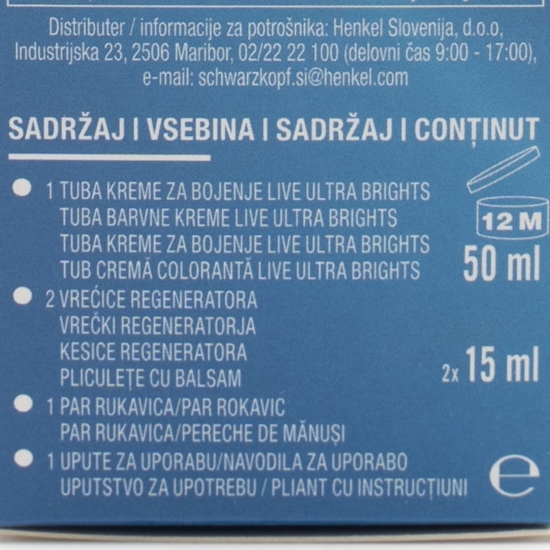 Distributer / informacije za potrošnika: Henkel Slovenija, d.o.o,
Industrijska 23, 2506 Maribor, 02/22 22 100 (delovni čas 9:00 - 17:00),
e-mail: schwarzkopf.si@henkel.com
SADRŽAJ I VSEBINA I SADRŽAJ I CONȚINUT
1 TUBA KREME ZA BOJENJE LIVE ULTRA BRIGHTS
TUBA BARVNE KREME LIVE ULTRA BRIGHTS
12 M
TUBA KREME ZA BOJENJE LIVE ULTRA BRIGHTS
TUB CREMĂ COLORANTĂ LIVE ULTRA BRIGHTS
50 ml
2 VREĆICE REGENERATORA
VREČKI REGENERATORJA
KESICE REGENERATORA
PLICULEȚE CU BALSAM
2x 15 ml
1 PAR RUKAVICA/PAR ROKAVIC
PAR RUKAVICA/PERECHE DE MĂNUȘI
1 UPUTE ZA UPORABU/NAVODILA ZA UPORABO
UPUTSTVO ZA UPOTREBU / PLIANT CU INSTRUCȚIUNI
℮